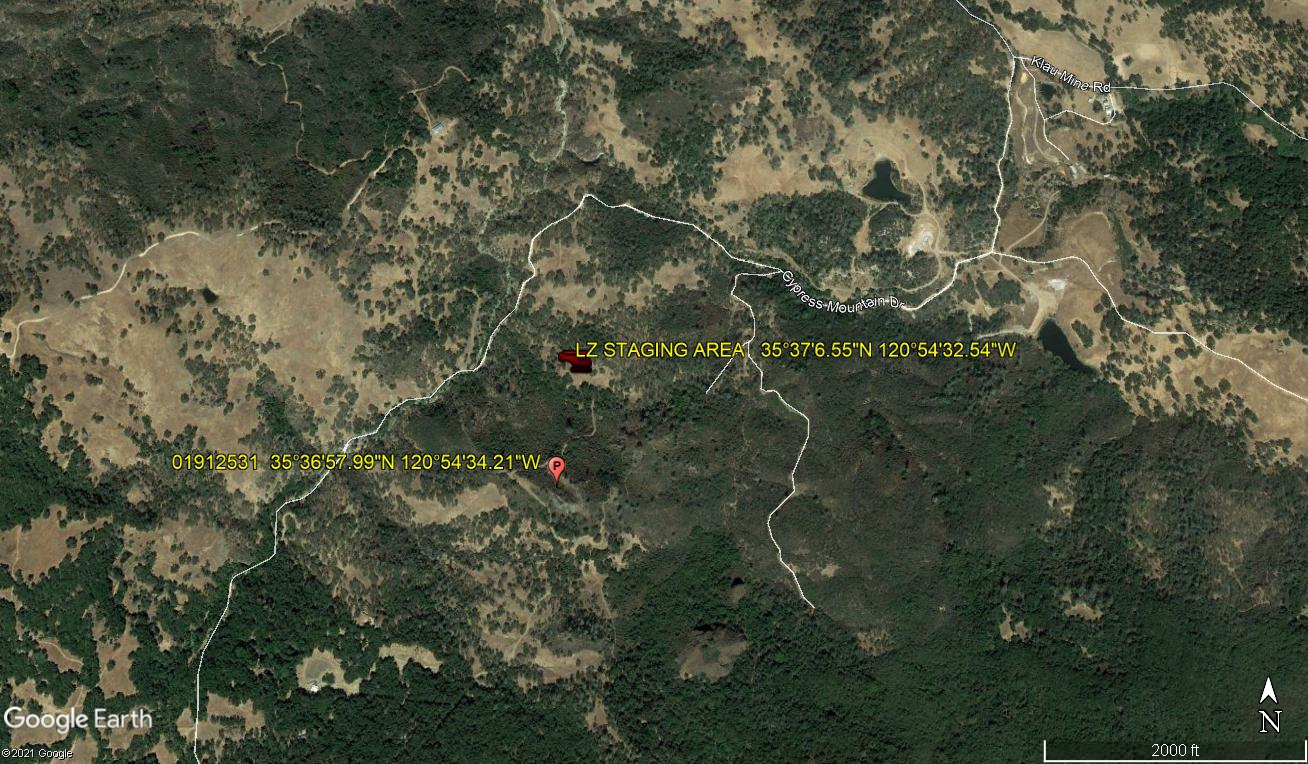 Klau Mine Rd
Cypress Mountain Dr
LZ STAGING AREA 35°37'6.55"N 120°54'32.54"W
01912531 35°36'57.99"N 120°54'34.21"W
P
N
Google Earth
©2021 Google
2000 ft